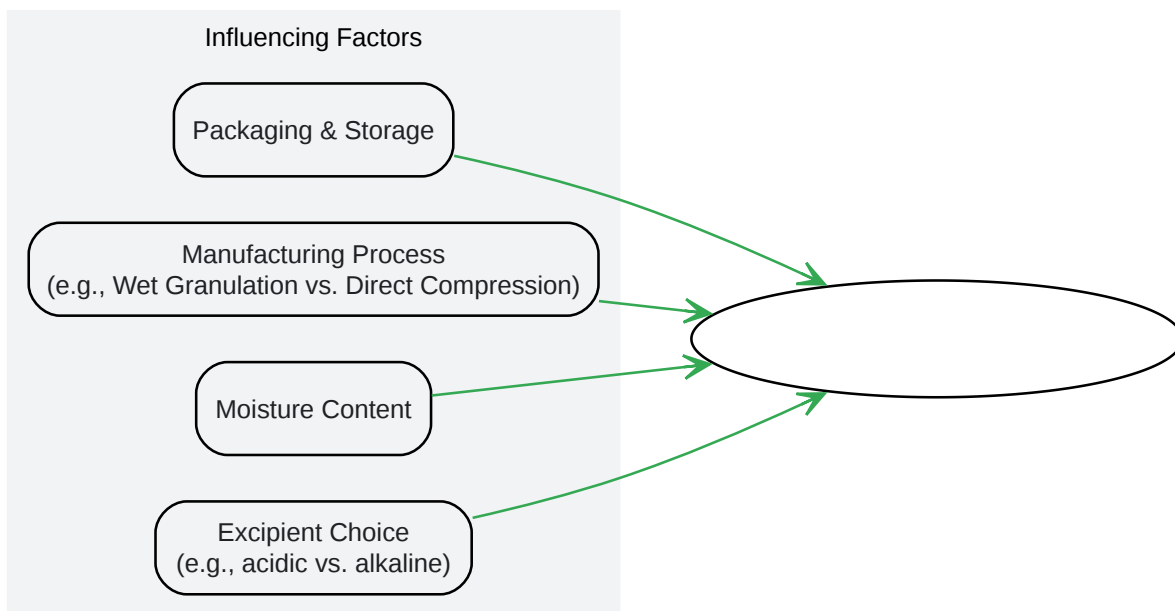 Influencing Factors
Packaging & Storage
Manufacturing Process
(e.g., Wet Granulation vs. Direct Compression)
Moisture Content
Excipient Choice
(e.g., acidic vs. alkaline)